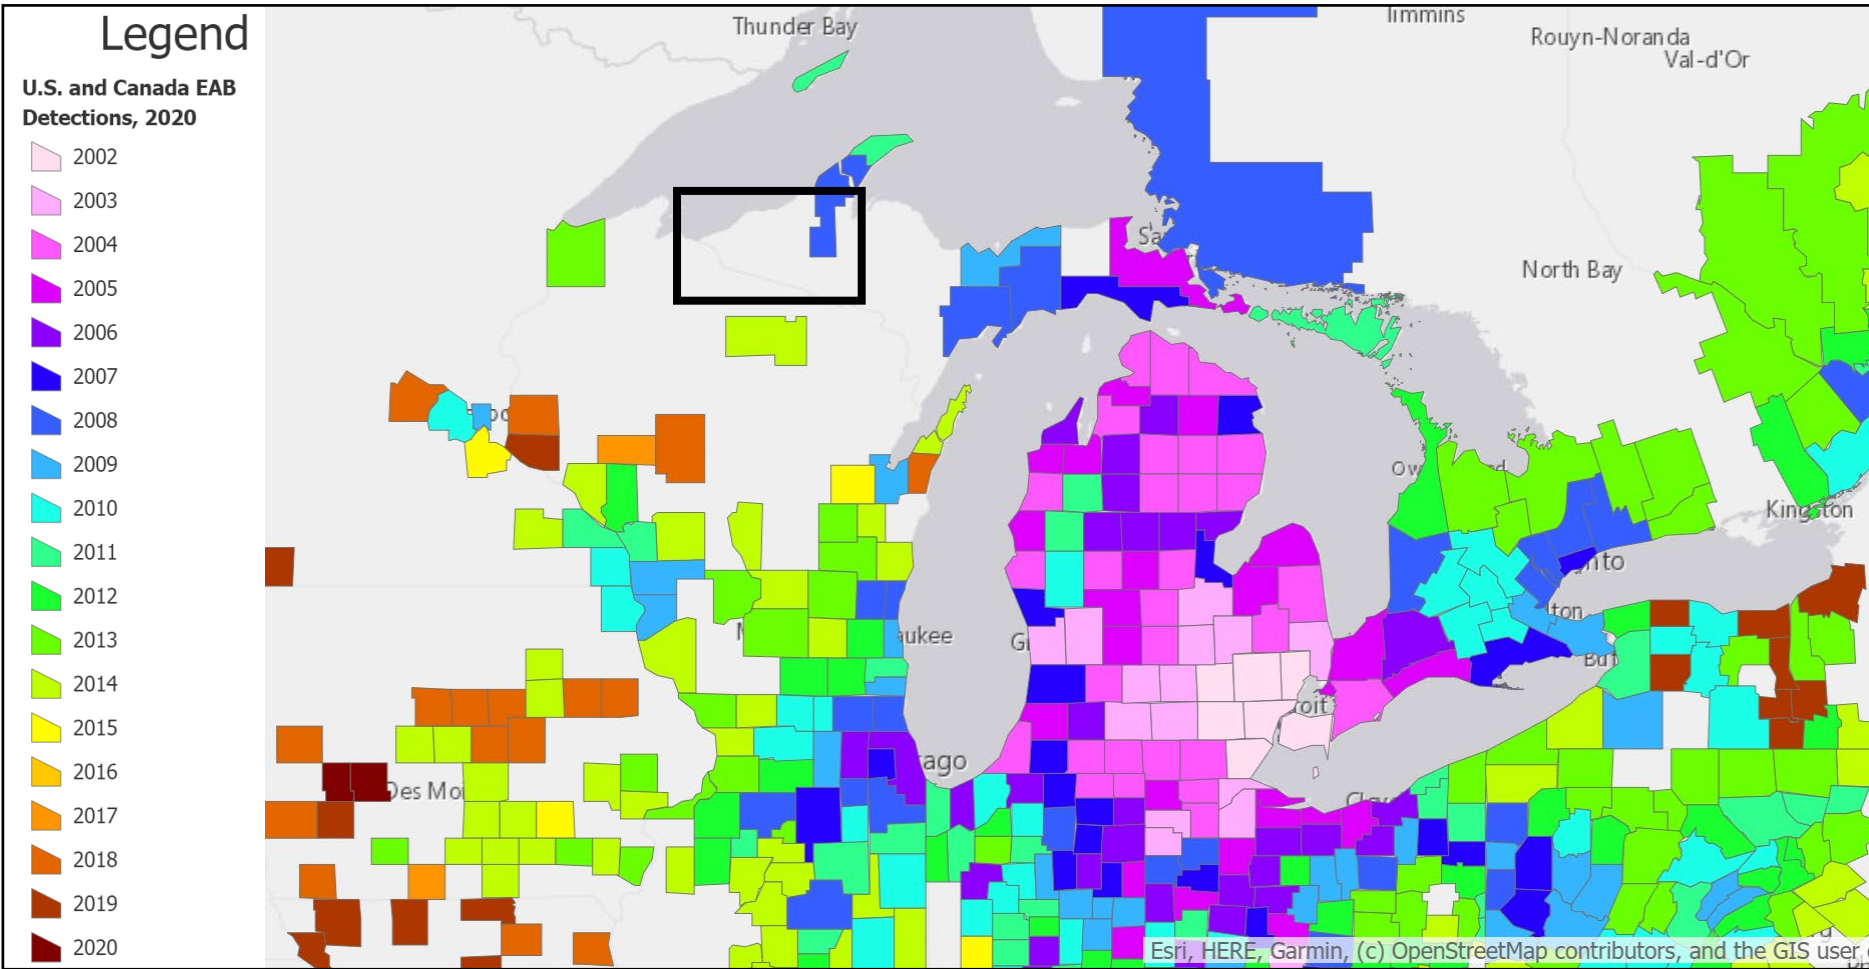 Legend
U.S. and Canada EAB
Detections, 2020
2002
2003
2004
2005
2006
2007
2008
2009
2010
2011
2012
2013
2014
2015
2016
2017
2018
2019
2020
Thunder Bay
Timmins
Rouyn-Noranda
Val-d'Or
North Bay
Kingston
Des Moi
Esri, HERE, Garmin, (c) OpenStreetMap contributors, and the GIS user